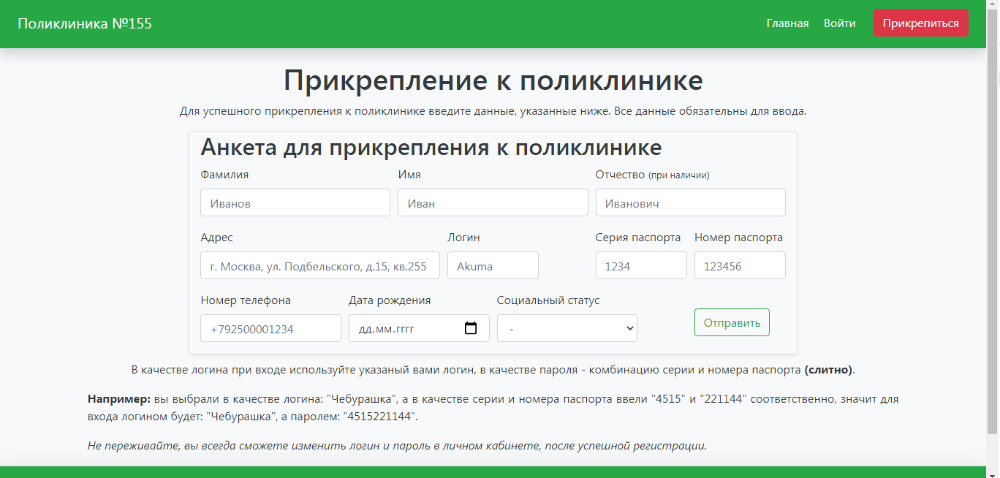 Поликлиника №155
Главная Войти Прикрепиться
Прикрепление к поликлинике
Для успешного прикрепления к поликлинике введите данные, указанные ниже. Все данные обязательны для ввода.
Анкета для прикрепления к поликлинике
Фамилия Имя Отчество (при наличии)
Иванов Иван Иванович
Адрес Логин Серия паспорта Номер паспорта
г. Москва, ул. Подбельского, д.15, кв.255 Akuma 1234 123456
Номер телефона Дата рождения Социальный статус
+792500001234 дд.мм.гггг - Отправить
В качестве логина при входе используйте указаный вами логин, в качестве пароля - комбинацию серии и номера паспорта (слитно).
Например: вы выбрали в качестве логина: "Чебурашка", а в качестве серии и номера паспорта ввели "4515" и "221144" соответственно, значит для
входа логином будет: "Чебурашка", а паролем: "4515221144".
Не переживайте, вы всегда сможете изменить логин и пароль в личном кабинете, после успешной регистрации.